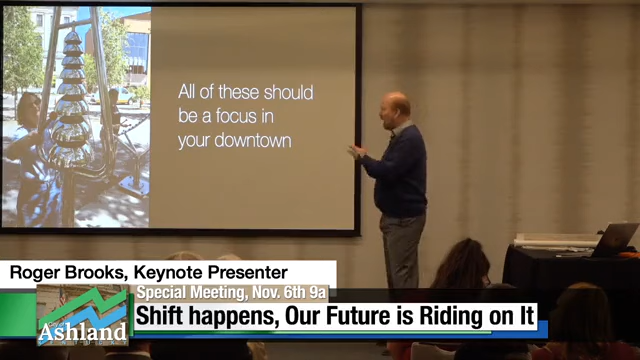 All of these should
be a focus in
your downtown
Roger Brooks, Keynote Presenter
Special Meeting, Nov. 6th 9a
Shift happens, Our Future is Riding on It
Ashland